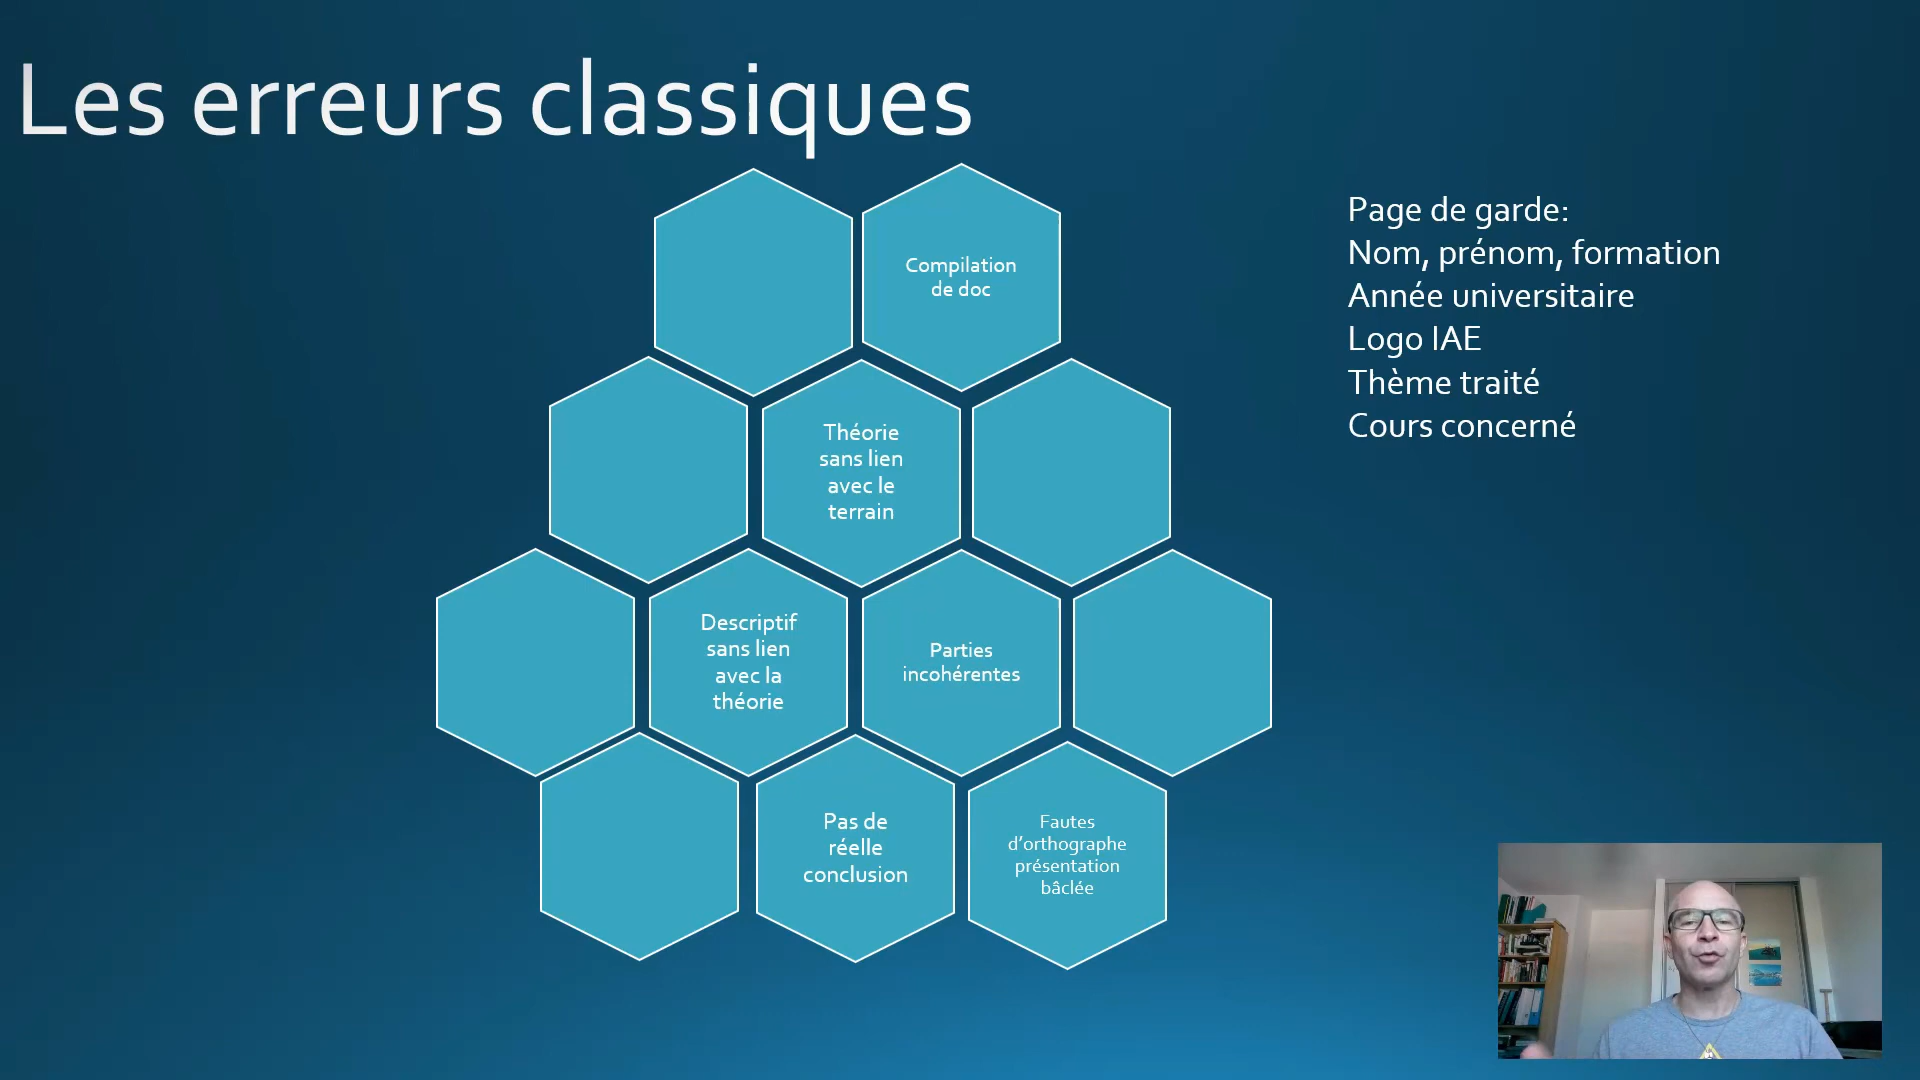 Les erreurs classiques
Compilation
de doc
Théorie
sans lien
avec le
terrain
Descriptif
sans lien
avec la
théorie
Parties
incohérentes
Pas de
réelle
conclusion
Fautes
d’orthographe
présentation
bâclée
Page de garde:
Nom, prénom, formation
Année universitaire
Logo IAE
Thème traité
Cours concerné